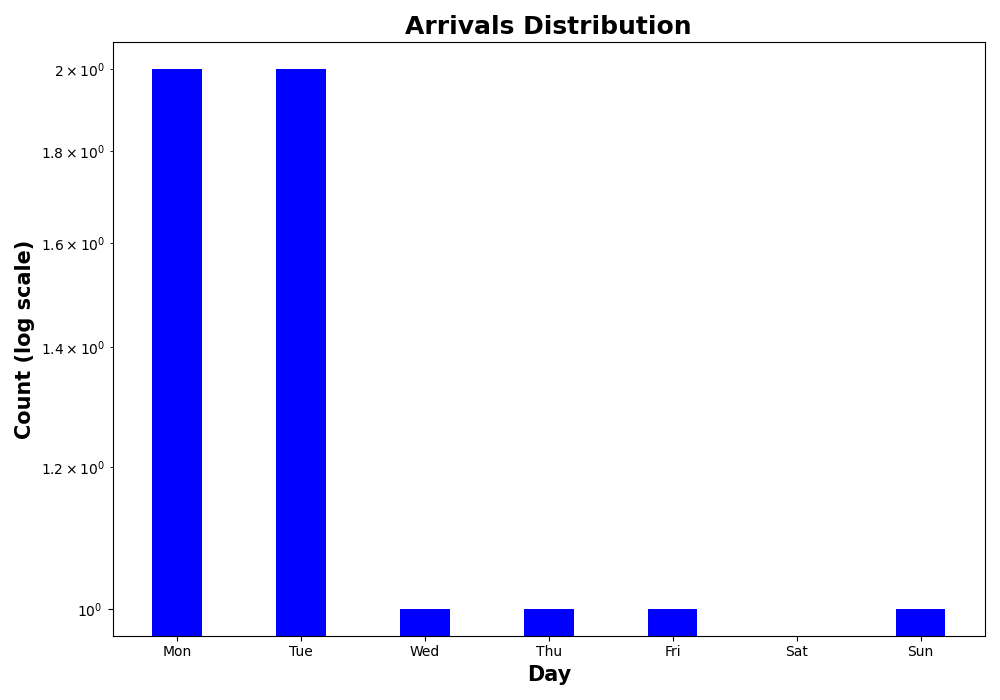 Arrivals Distribution
Count (log scale)
2 × 10⁰
1.8 × 10⁰
1.6 × 10⁰
1.4 × 10⁰
1.2 × 10⁰
10⁰
Mon Tue Wed Thu Fri Sat Sun
Day